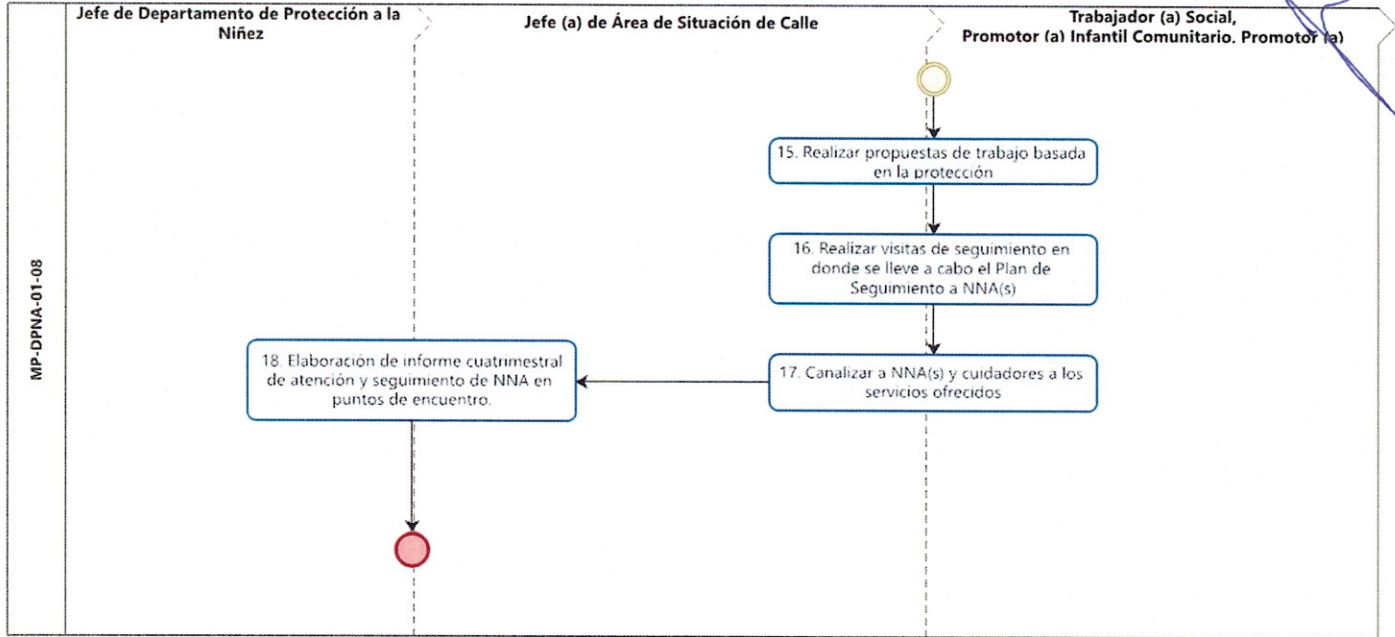 Jefe de Departamento de Protección a la
Niñez
Jefe (a) de Área de Situación de Calle
Trabajador (a) Social,
Promotor (a) Infantil Comunitario. Promotor (a)
MP-DPNA-01-08
15. Realizar propuestas de trabajo basada
en la protección
16. Realizar visitas de seguimiento en
donde se lleve a cabo el Plan de
Seguimiento a NNA(s)
17. Canalizar a NNA(s) y cuidadores a los
servicios ofrecidos
18. Elaboración de informe cuatrimestral
de atención y seguimiento de NNA en
puntos de encuentro.